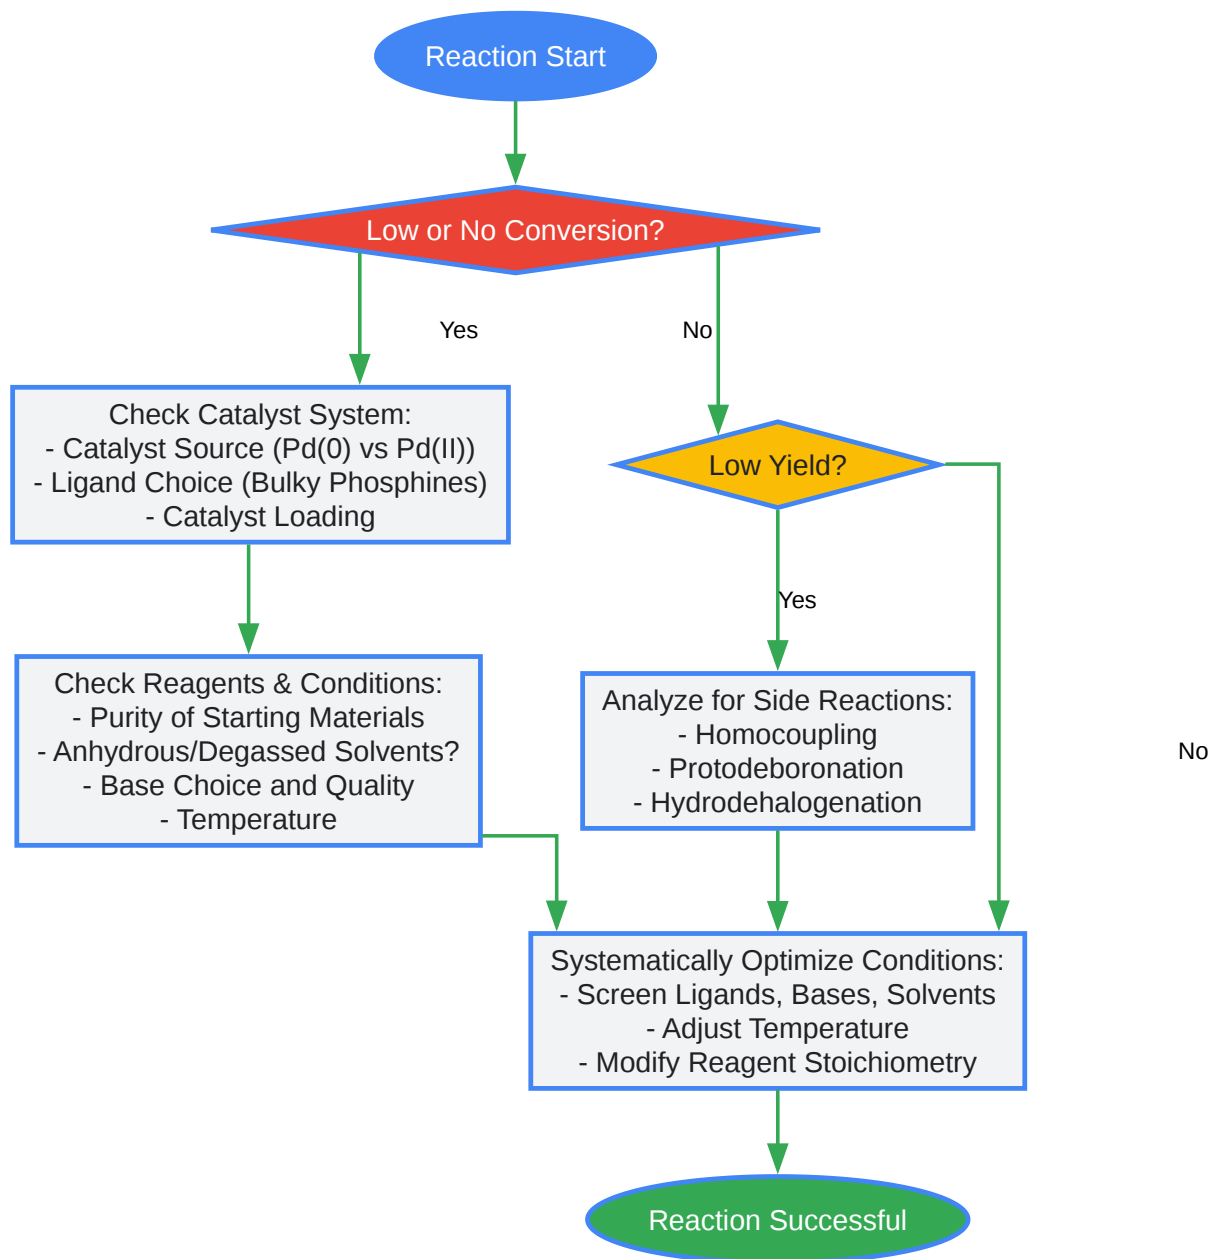 Reaction Start
Low or No Conversion?
Yes
No
Check Catalyst System:
- Catalyst Source (Pd(0) vs Pd(II))
- Ligand Choice (Bulky Phosphines)
- Catalyst Loading
Low Yield?
Yes
Check Reagents & Conditions:
- Purity of Starting Materials
- Anhydrous/Degassed Solvents?
- Base Choice and Quality
- Temperature
Analyze for Side Reactions:
- Homocoupling
- Protodeboronation
- Hydrodehalogenation
No
Systematically Optimize Conditions:
- Screen Ligands, Bases, Solvents
- Adjust Temperature
- Modify Reagent Stoichiometry
Reaction Successful